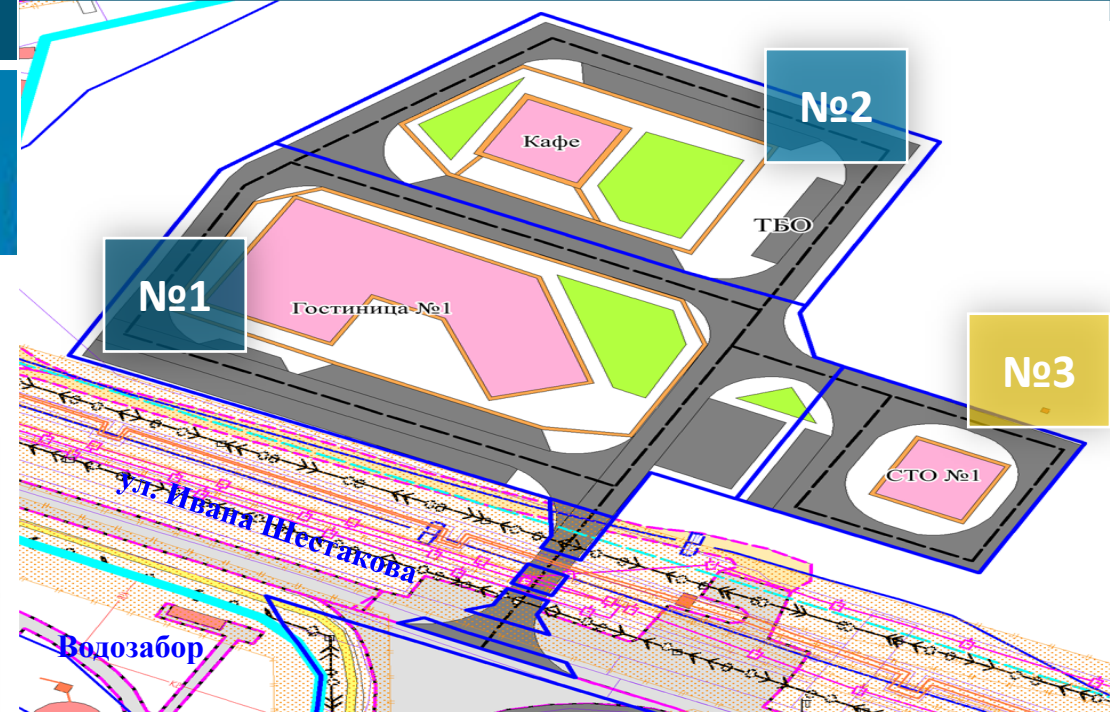 №2
Кафе
ТБО
№1
Гостиница №1
№3
СТО №1
ул. Ивана Шестакова
Водозабор